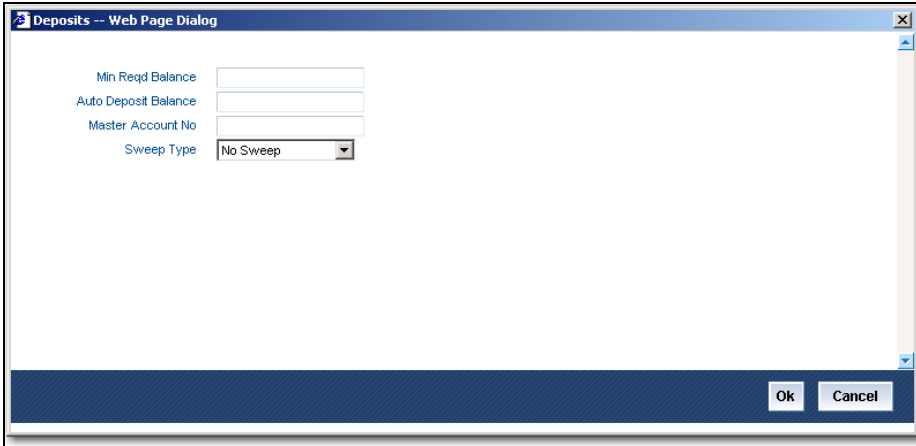 Deposits -- Web Page Dialog
Min Reqd Balance
Auto Deposit Balance
Master Account No
Sweep Type No Sweep
Ok Cancel